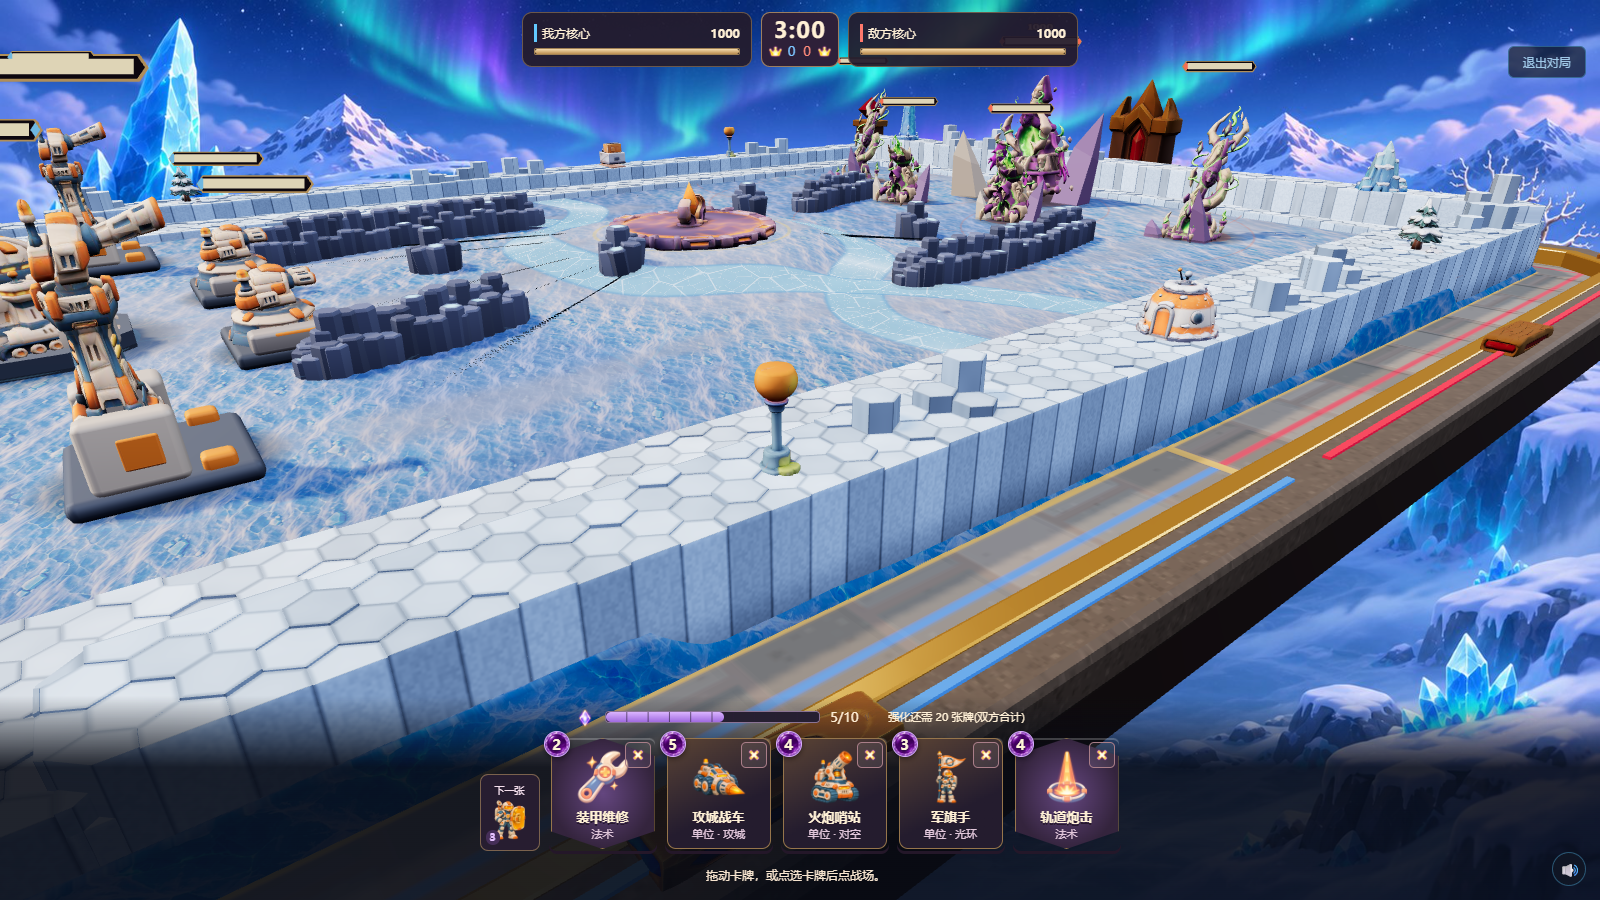 我方核心 1000
3:00
0 0
敌方核心 1000
退出对局
5/10
强化还需 20 张牌(双方合计)
下一张
3
2
装甲维修
法术
5
攻城战车
单位 · 攻城
4
火炮哨站
单位 · 对空
3
军旗手
单位 · 光环
4
轨道炮击
法术
拖动卡牌，或点选卡牌后点战场。